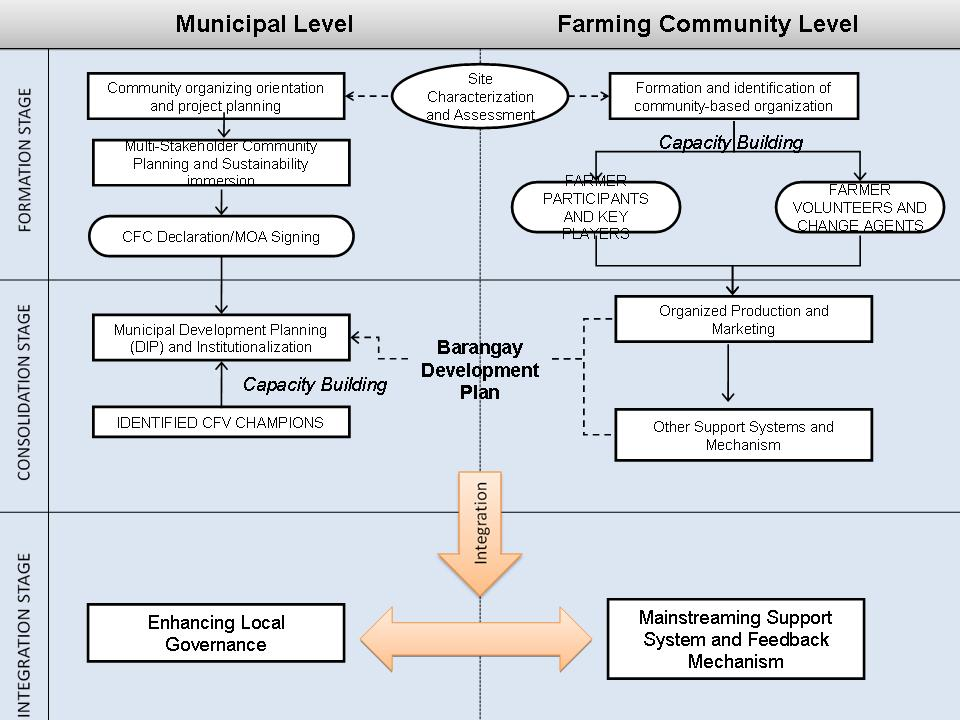 Municipal Level
Farming Community Level
FORMATION STAGE
Community organizing orientation
and project planning
Site
Characterization
and Assessment
Formation and identification of
community-based organization
Capacity Building
Multi-Stakeholder Community
Planning and Sustainability
immersion
FARMER
PARTICIPANTS
AND KEY
PLAYERS
FARMER
VOLUNTEERS AND
CHANGE AGENTS
CFC Declaration/MOA Signing
CONSOLIDATION STAGE
Municipal Development Planning
(DIP) and Institutionalization
Capacity Building
IDENTIFIED CFV CHAMPIONS
Barangay
Development
Plan
Organized Production and
Marketing
Other Support Systems and
Mechanism
Integration
INTEGRATION STAGE
Enhancing Local
Governance
Mainstreaming Support
System and Feedback
Mechanism